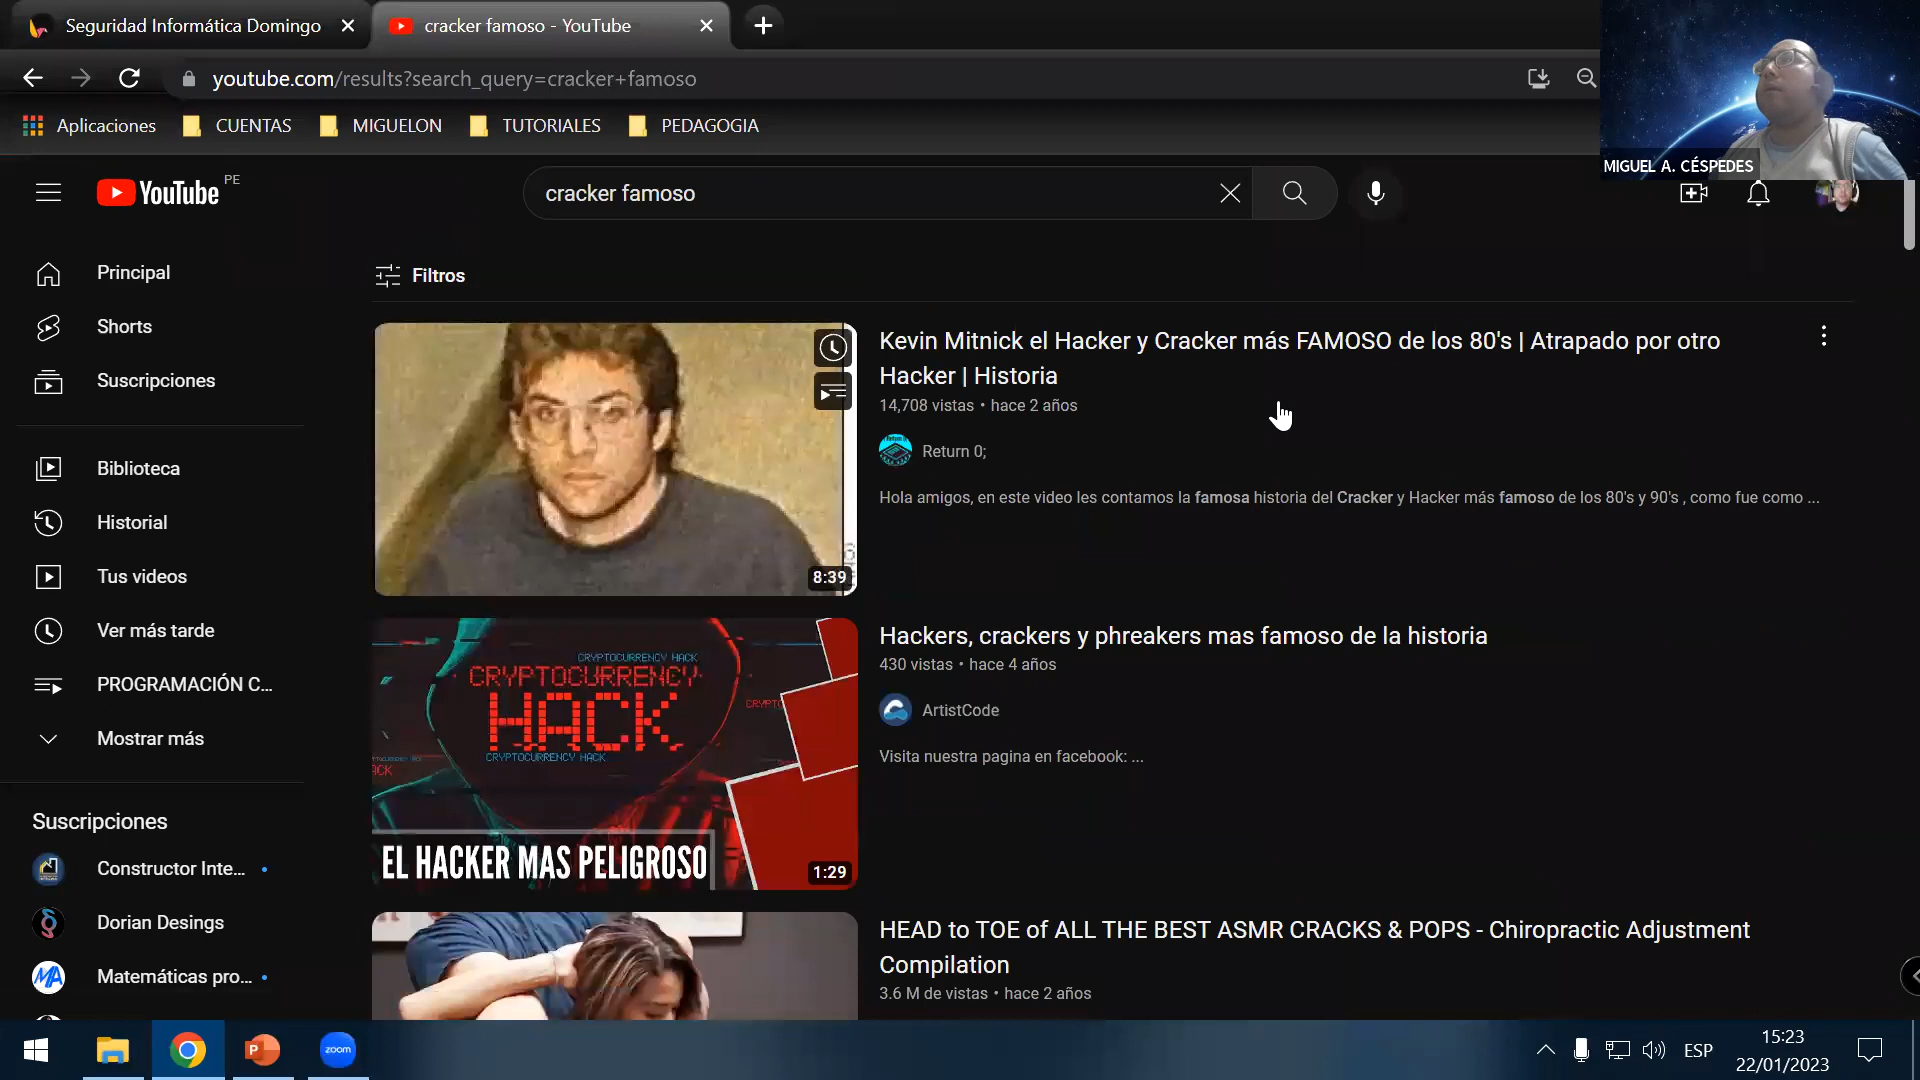 Seguridad Informática Domingo
cracker famoso - YouTube
youtube.com/results?search_query=cracker+famoso
Aplicaciones
CUENTAS
MIGUELON
TUTORIALES
PEDAGOGIA
MIGUEL A. CÉSPEDES
YouTube PE
cracker famoso
Principal
Shorts
Suscripciones
Biblioteca
Historial
Tus videos
Ver más tarde
PROGRAMACIÓN C...
Mostrar más
Suscripciones
Constructor Inte...
Dorian Desings
MA
Matemáticas pro...
Filtros
8:39
Kevin Mitnick el Hacker y Cracker más FAMOSO de los 80's | Atrapado por otro
Hacker | Historia
14,708 vistas • hace 2 años
Return 0;
Hola amigos, en este video les contamos la famosa historia del Cracker y Hacker más famoso de los 80's y 90's , como fue como ...
CRYPTOCURRENCY HACK
CRYPTOCURRENCY
HACK
CRYPTOCURRENCY HACK
EL HACKER MAS PELIGROSO
1:29
Hackers, crackers y phreakers mas famoso de la historia
430 vistas • hace 4 años
ArtistCode
Visita nuestra pagina en facebook: ...
HEAD to TOE of ALL THE BEST ASMR CRACKS & POPS - Chiropractic Adjustment
Compilation
3.6 M de vistas • hace 2 años
P
zoom
ESP
15:23
22/01/2023